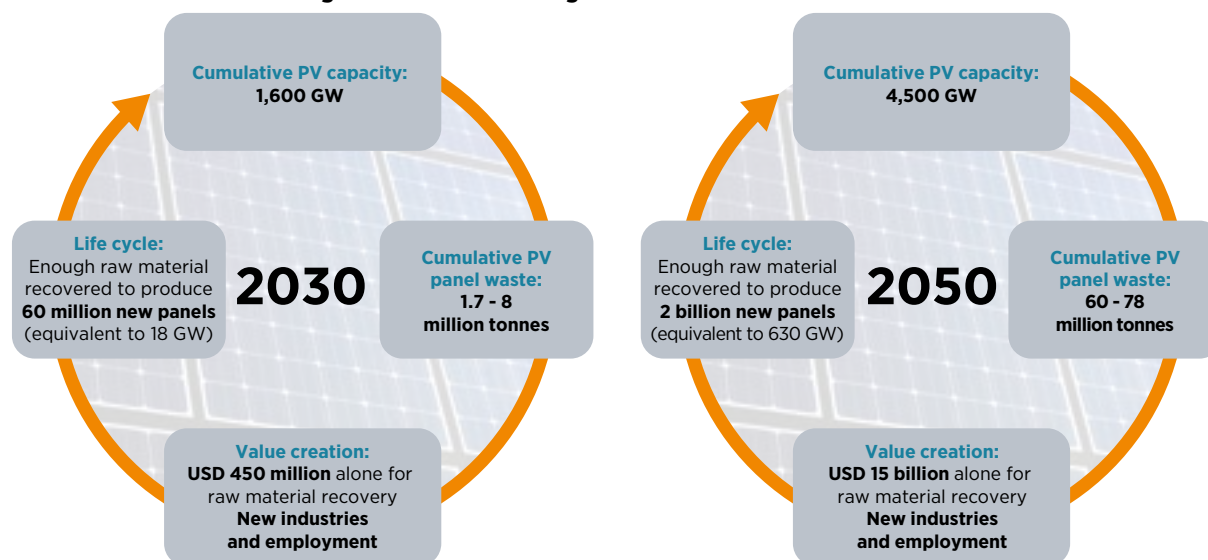 Cumulative PV capacity:
1,600 GW
Life cycle:
Enough raw material
recovered to produce
60 million new panels
(equivalent to 18 GW)
2030
Cumulative PV
panel waste:
1.7 - 8
million tonnes
Value creation:
USD 450 million alone for
raw material recovery
New industries
and employment
Cumulative PV capacity:
4,500 GW
Life cycle:
Enough raw material
recovered to produce
2 billion new panels
(equivalent to 630 GW)
2050
Cumulative PV
panel waste:
60 - 78
million tonnes
Value creation:
USD 15 billion alone for
raw material recovery
New industries
and employment